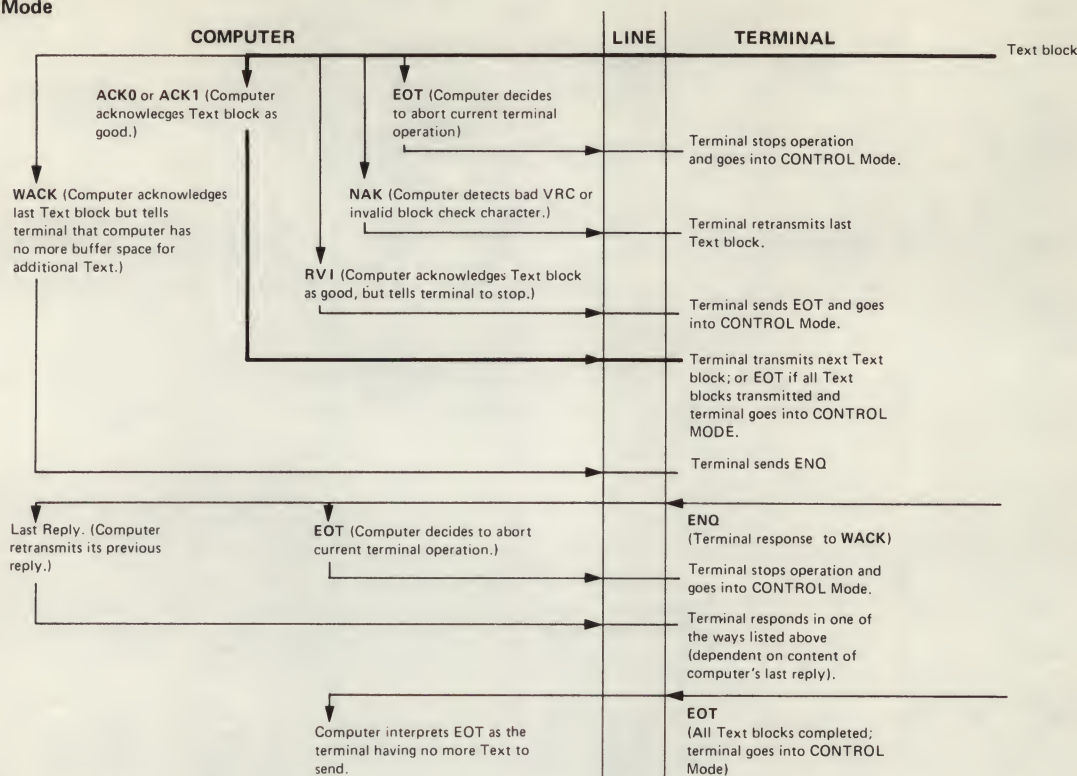 Mode
COMPUTER
LINE
TERMINAL
Text block
ACK0 or ACK1 (Computer
acknowlecges Text block as
good.)
EOT (Computer decides
to abort current terminal
operation)
Terminal stops operation
and goes into CONTROL Mode.
WACK (Computer acknowledges
last Text block but tells
terminal that computer has
no more buffer space for
additional Text.)
NAK (Computer detects bad VRC or
invalid block check character.)
Terminal retransmits last
Text block.
RVI (Computer acknowledges Text block
as good, but tells terminal to stop.)
Terminal sends EOT and goes
into CONTROL Mode.
Terminal transmits next Text
block; or EOT if all Text
blocks transmitted and
terminal goes into CONTROL
MODE.
Terminal sends ENQ
Last Reply. (Computer
retransmits its previous
reply.)
EOT (Computer decides to abort
current terminal operation.)
ENQ
(Terminal response to WACK)
Terminal stops operation and
goes into CONTROL Mode.
Terminal responds in one of
the ways listed above
(dependent on content of
computer's last reply).
Computer interprets EOT as the
terminal having no more Text to
send.
EOT
(All Text blocks completed;
terminal goes into CONTROL
Mode)